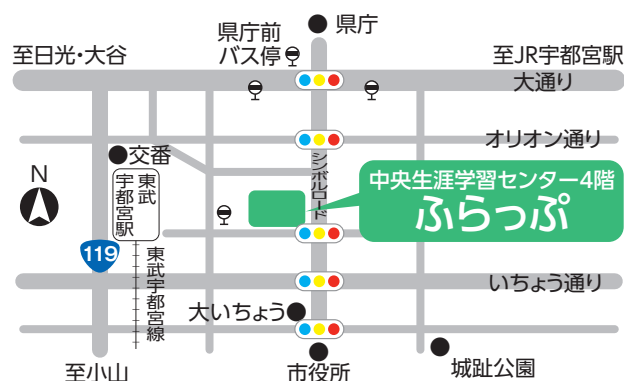 県庁
県庁前
バス停
至日光・大谷
至JR宇都宮駅
大通り
オリオン通り
交番
シンボルロード
N
東武
宇都宮駅
中央生涯学習センター4階
ふらっぷ
119
東武宇都宮線
いちょう通り
大いちょう
至小山
市役所
城趾公園